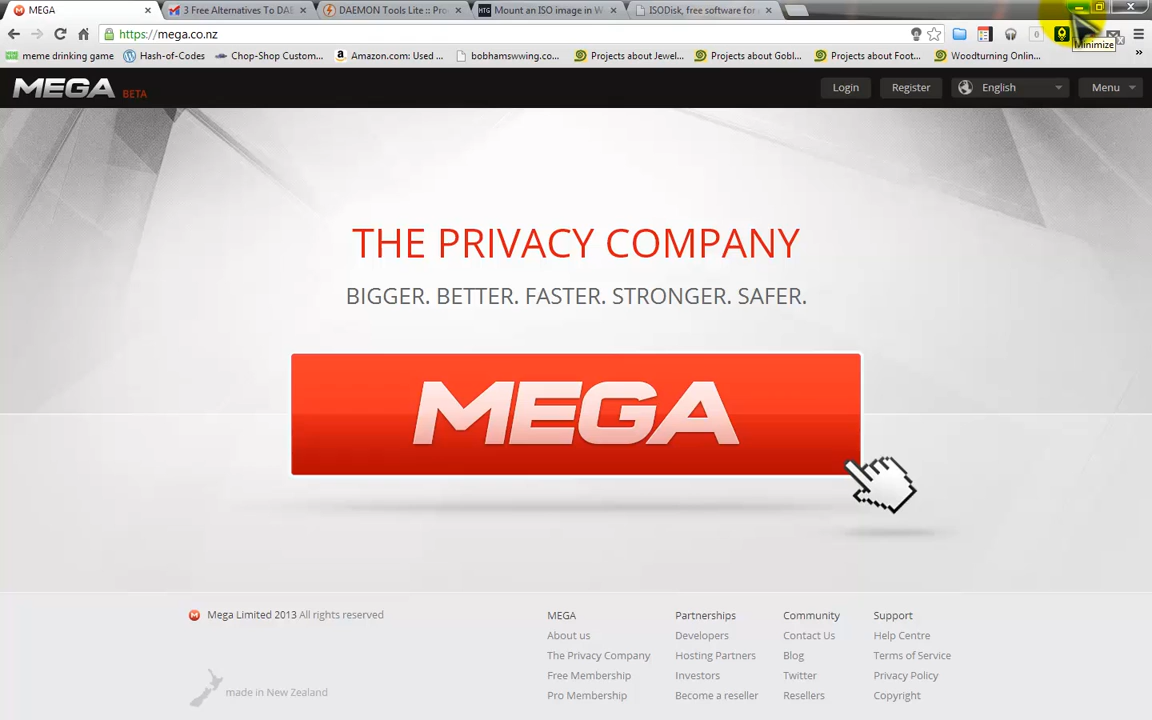 MEGA
3 Free Alternatives To DAE
DAEMON Tools Lite :: Pro
HTG Mount an ISO image in W
ISODisk, free software for
https://mega.co.nz
0
Minimize
meme drinking game
Hash-of-Codes
Chop-Shop Custom...
a Amazon.com: Used ...
bobhamswwing.co...
Projects about Jewel...
Projects about Gobl...
Projects about Foot...
Woodturning Onlin...
»
MEGA BETA
Login
Register
English
Menu
THE PRIVACY COMPANY
BIGGER. BETTER. FASTER. STRONGER. SAFER.
MEGA
Mega Limited 2013 All rights reserved
made in New Zealand
MEGA
About us
The Privacy Company
Free Membership
Pro Membership
Partnerships
Developers
Hosting Partners
Investors
Become a reseller
Community
Contact Us
Blog
Twitter
Resellers
Support
Help Centre
Terms of Service
Privacy Policy
Copyright